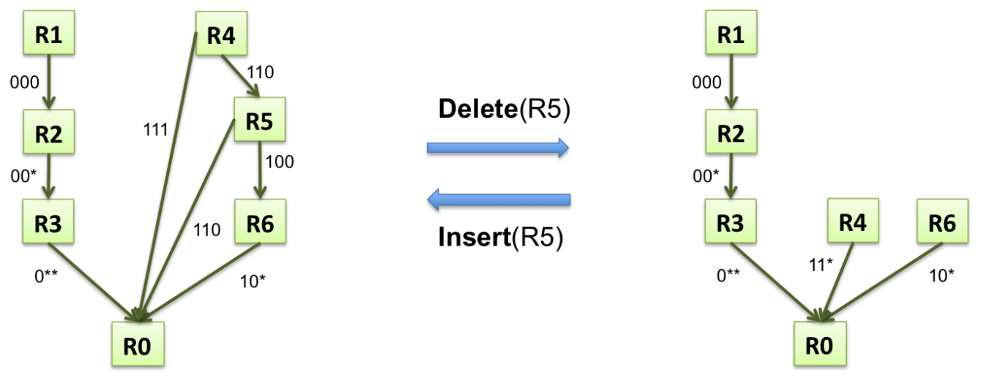 R1
R4
000
110
R2
111
R5
00*
100
R3
110
R6
0**
10*
R0
Delete(R5)
Insert(R5)
R1
000
R2
00*
R3
R4
R6
0**
11*
10*
R0